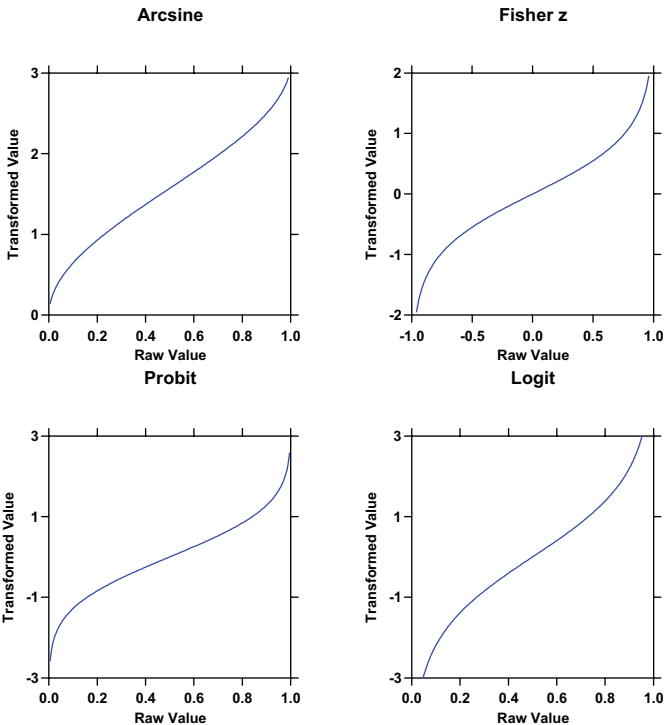 Arcsine
Fisher z
3
2
1
0
Transformed Value
0.0 0.2 0.4 0.6 0.8 1.0
Raw Value
2
1
0
-1
-2
Transformed Value
-1.0 -0.5 0.0 0.5 1.0
Raw Value
Probit
Logit
3
1
-1
-3
Transformed Value
0.0 0.2 0.4 0.6 0.8 1.0
Raw Value
3
1
-1
-3
Transformed Value
0.0 0.2 0.4 0.6 0.8 1.0
Raw Value